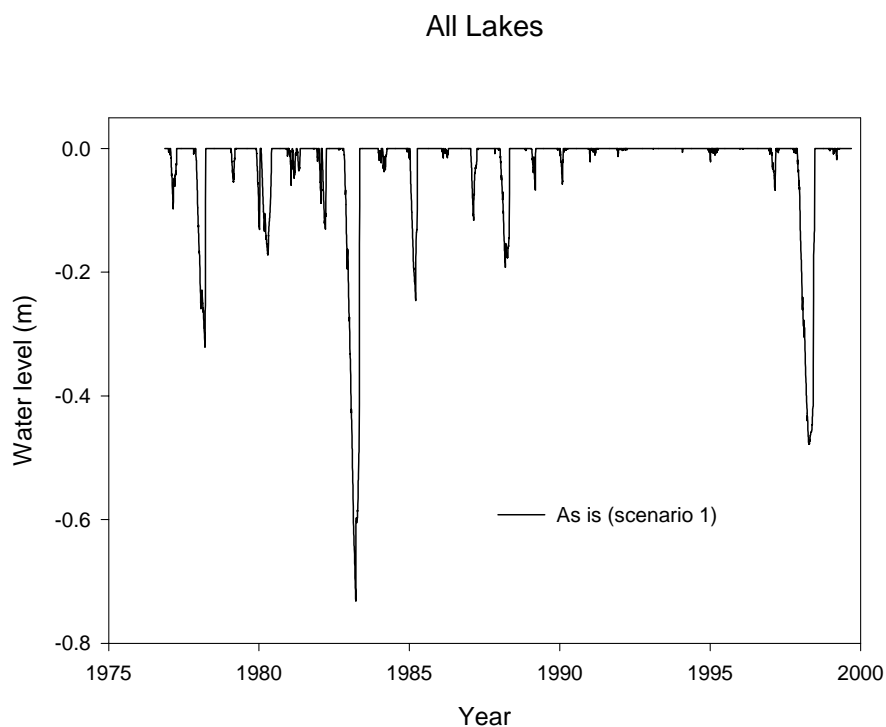 All Lakes
Water level (m)
0.0
-0.2
-0.4
-0.6
-0.8
As is (scenario 1)
1975 1980 1985 1990 1995 2000
Year